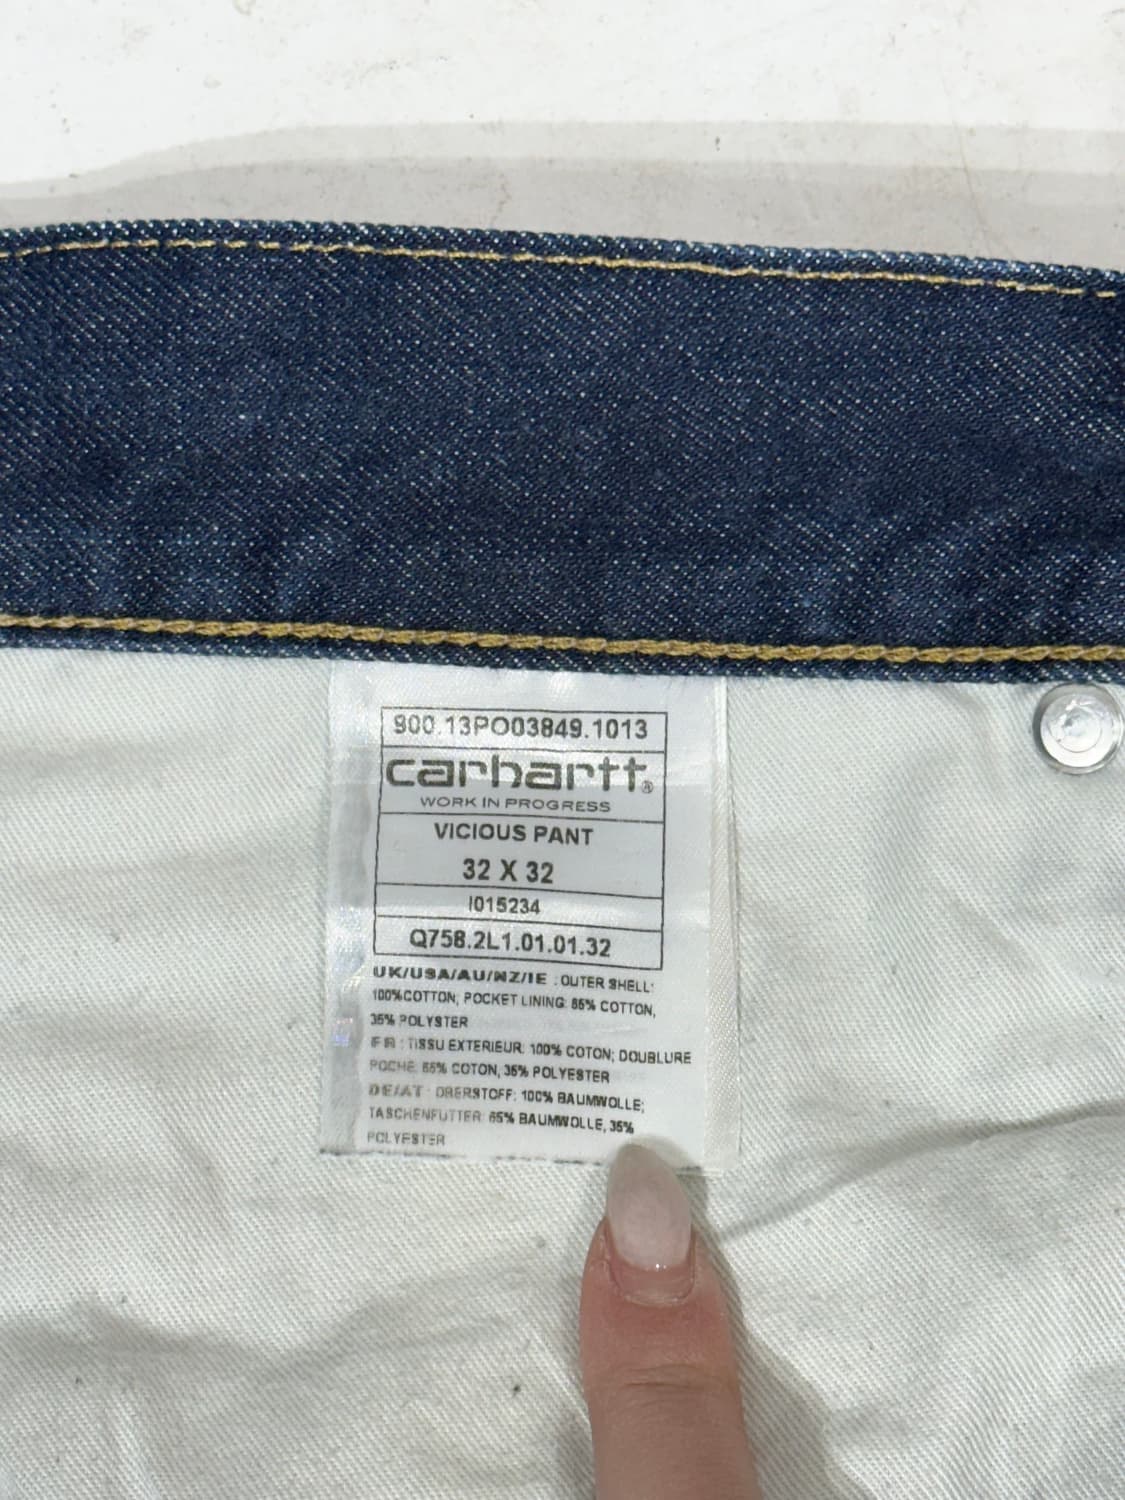 900.13PO03849.1013
carhartt®
WORK IN PROGRESS
VICIOUS PANT
32 X 32
I015234
Q758.2L1.01.01.32
UK/USA/AU/NZ/IE : OUTER SHELL:
100%COTTON; POCKET LINING: 65% COTTON,
35% POLYSTER
FR : TISSU EXTERIEUR: 100% COTON; DOUBLURE
POCHE: 65% COTON, 35% POLYESTER
DE/AT : OBERSTOFF: 100% BAUMWOLLE;
TASCHENFUTTER: 65% BAUMWOLLE, 35%
POLYESTER